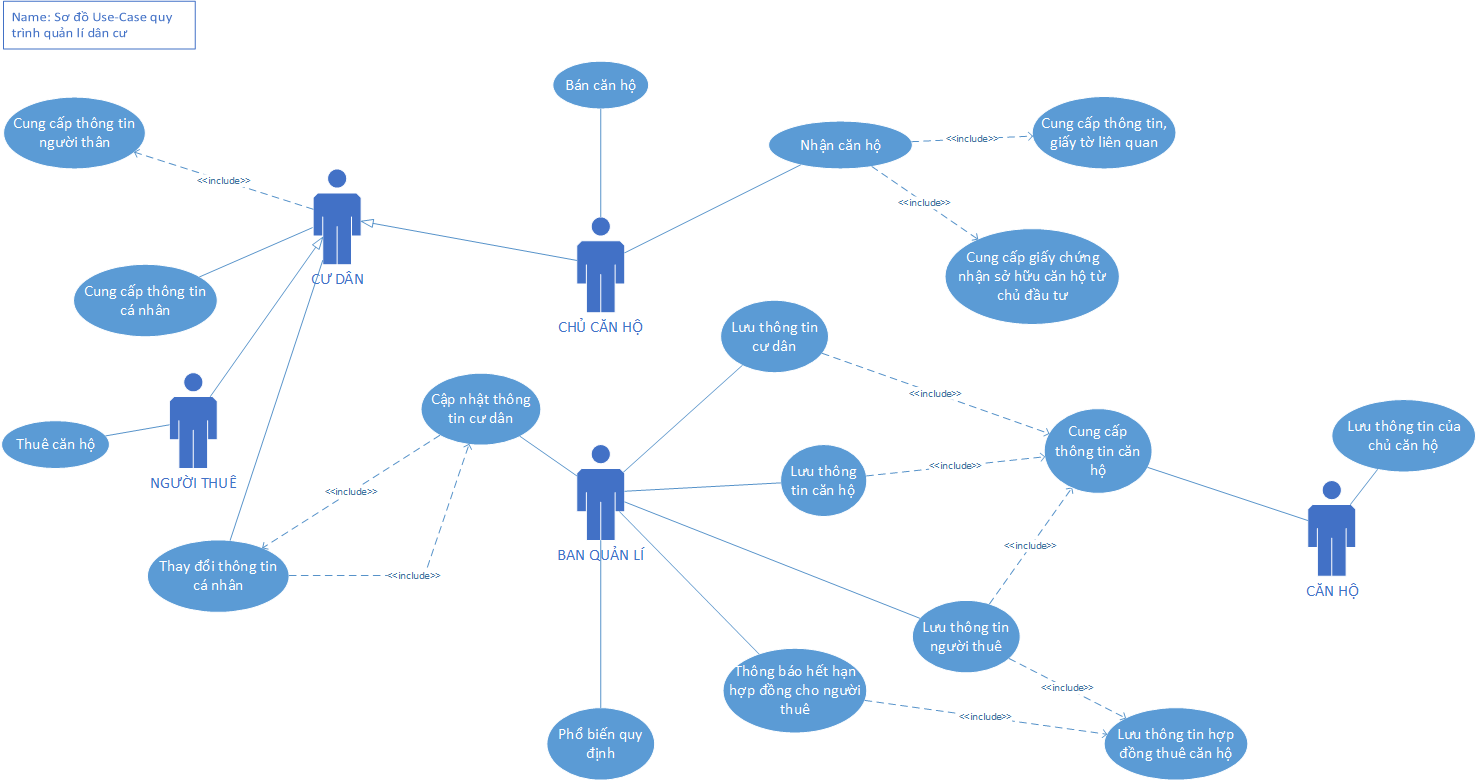 Name: Sơ đồ Use-Case quy
trình quản lí dân cư
Bán căn hộ
Cung cấp thông tin
người thân
<<include>>
CƯ DÂN
Cung cấp thông tin
cá nhân
Nhận căn hộ
<<include>>
Cung cấp thông tin,
giấy tờ liên quan
<<include>>
Cung cấp giấy chứng
nhận sở hữu căn hộ từ
chủ đầu tư
CHỦ CĂN HỘ
Lưu thông tin
cư dân
<<include>>
Cập nhật thông
tin cư dân
Thuê căn hộ
NGƯỜI THUÊ
Lưu thông
tin căn hộ
<<include>>
Cung cấp
thông tin căn
hộ
Lưu thông tin của
chủ căn hộ
<<include>>
BAN QUẢN LÍ
<<include>>
Thay đổi thông tin
cá nhân
<<include>>
CĂN HỘ
Lưu thông tin
người thuê
Thông báo hết hạn
hợp đồng cho người
thuê
<<include>>
<<include>>
Phổ biến quy
định
Lưu thông tin hợp
đồng thuê căn hộ